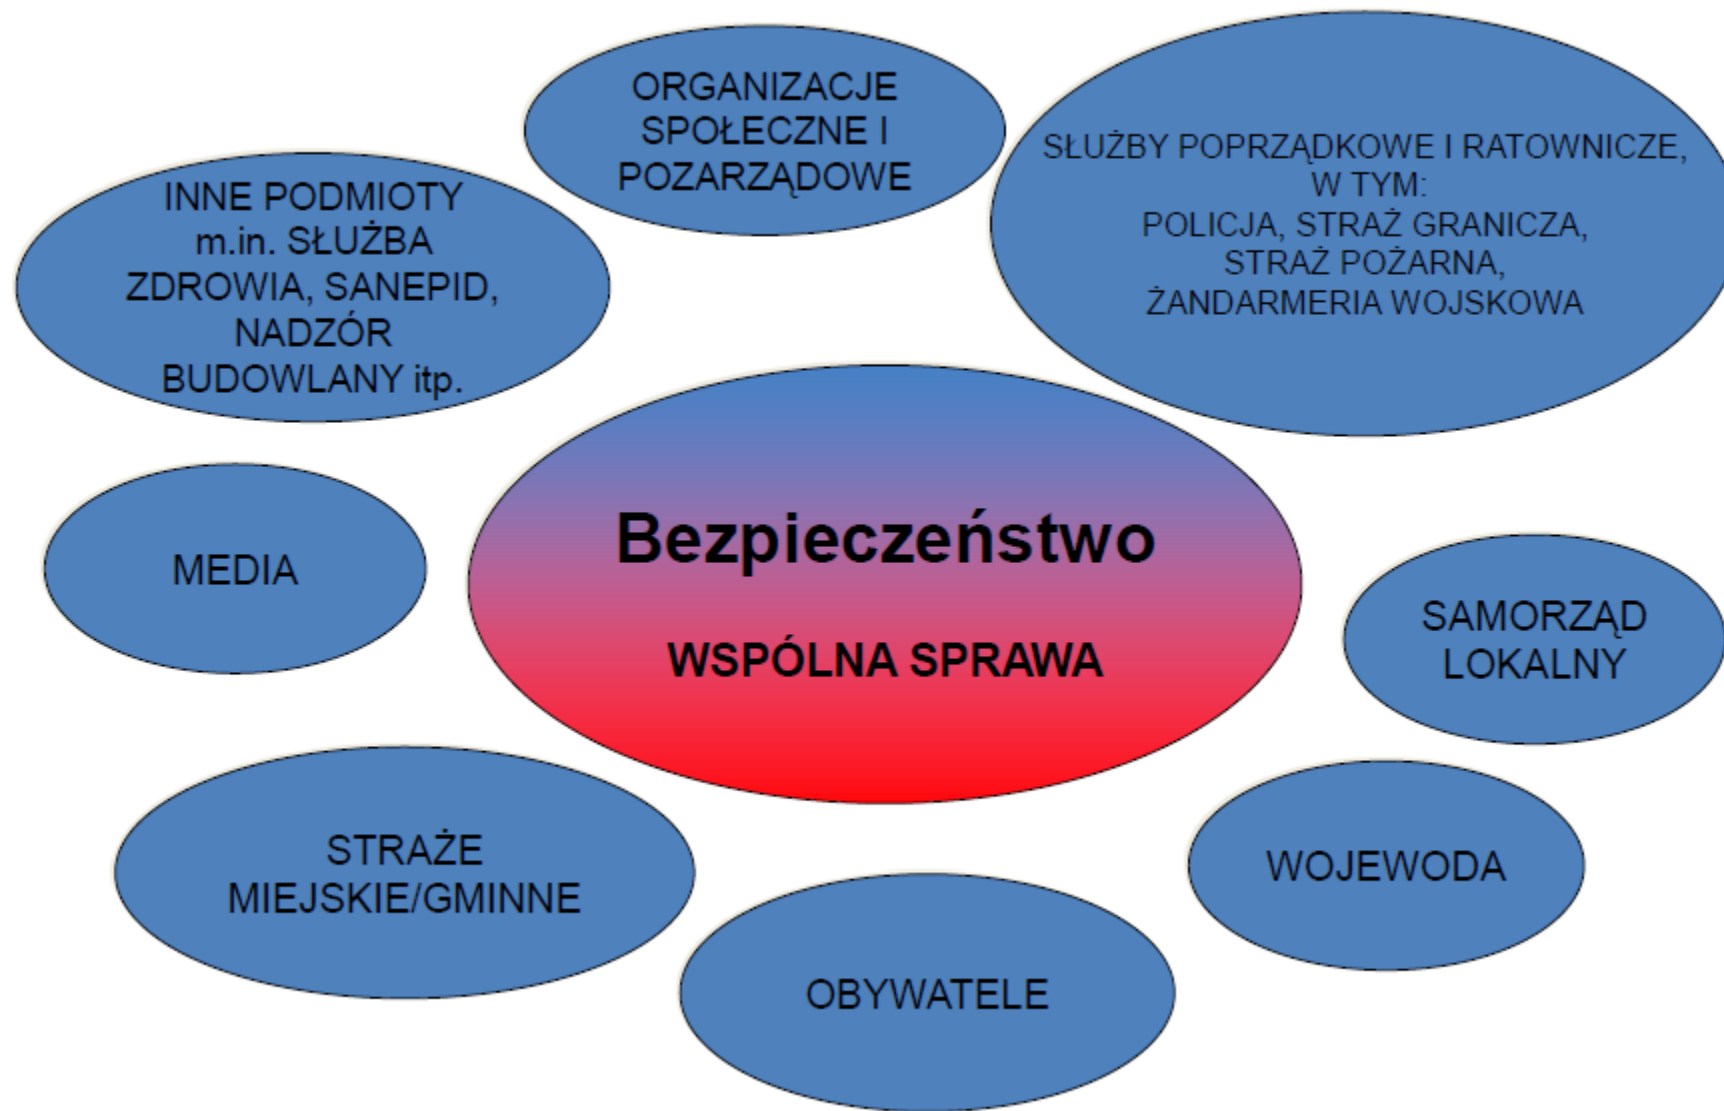 ORGANIZACJE
SPOŁECZNE I
POZARZĄDOWE
SŁUŻBY POPRZĄDKOWE I RATOWNICZE,
W TYM:
POLICJA, STRAŻ GRANICZA,
STRAŻ POŻARNA,
ŻANDARMERIA WOJSKOWA
INNE PODMIOTY
m.in. SŁUŻBA
ZDROWIA, SANEPID,
NADZÓR
BUDOWLANY itp.
Bezpieczeństwo
WSPÓLNA SPRAWA
MEDIA
SAMORZĄD
LOKALNY
STRAŻE
MIEJSKIE/GMINNE
WOJEWODA
OBYWATELE